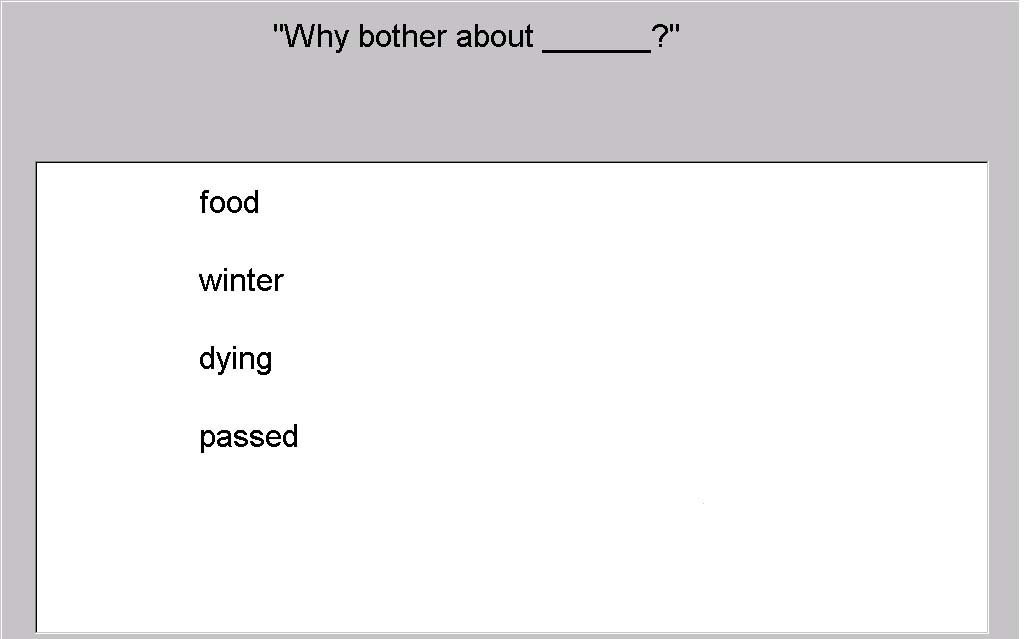 "Why bother about ______?"
food
winter
dying
passed